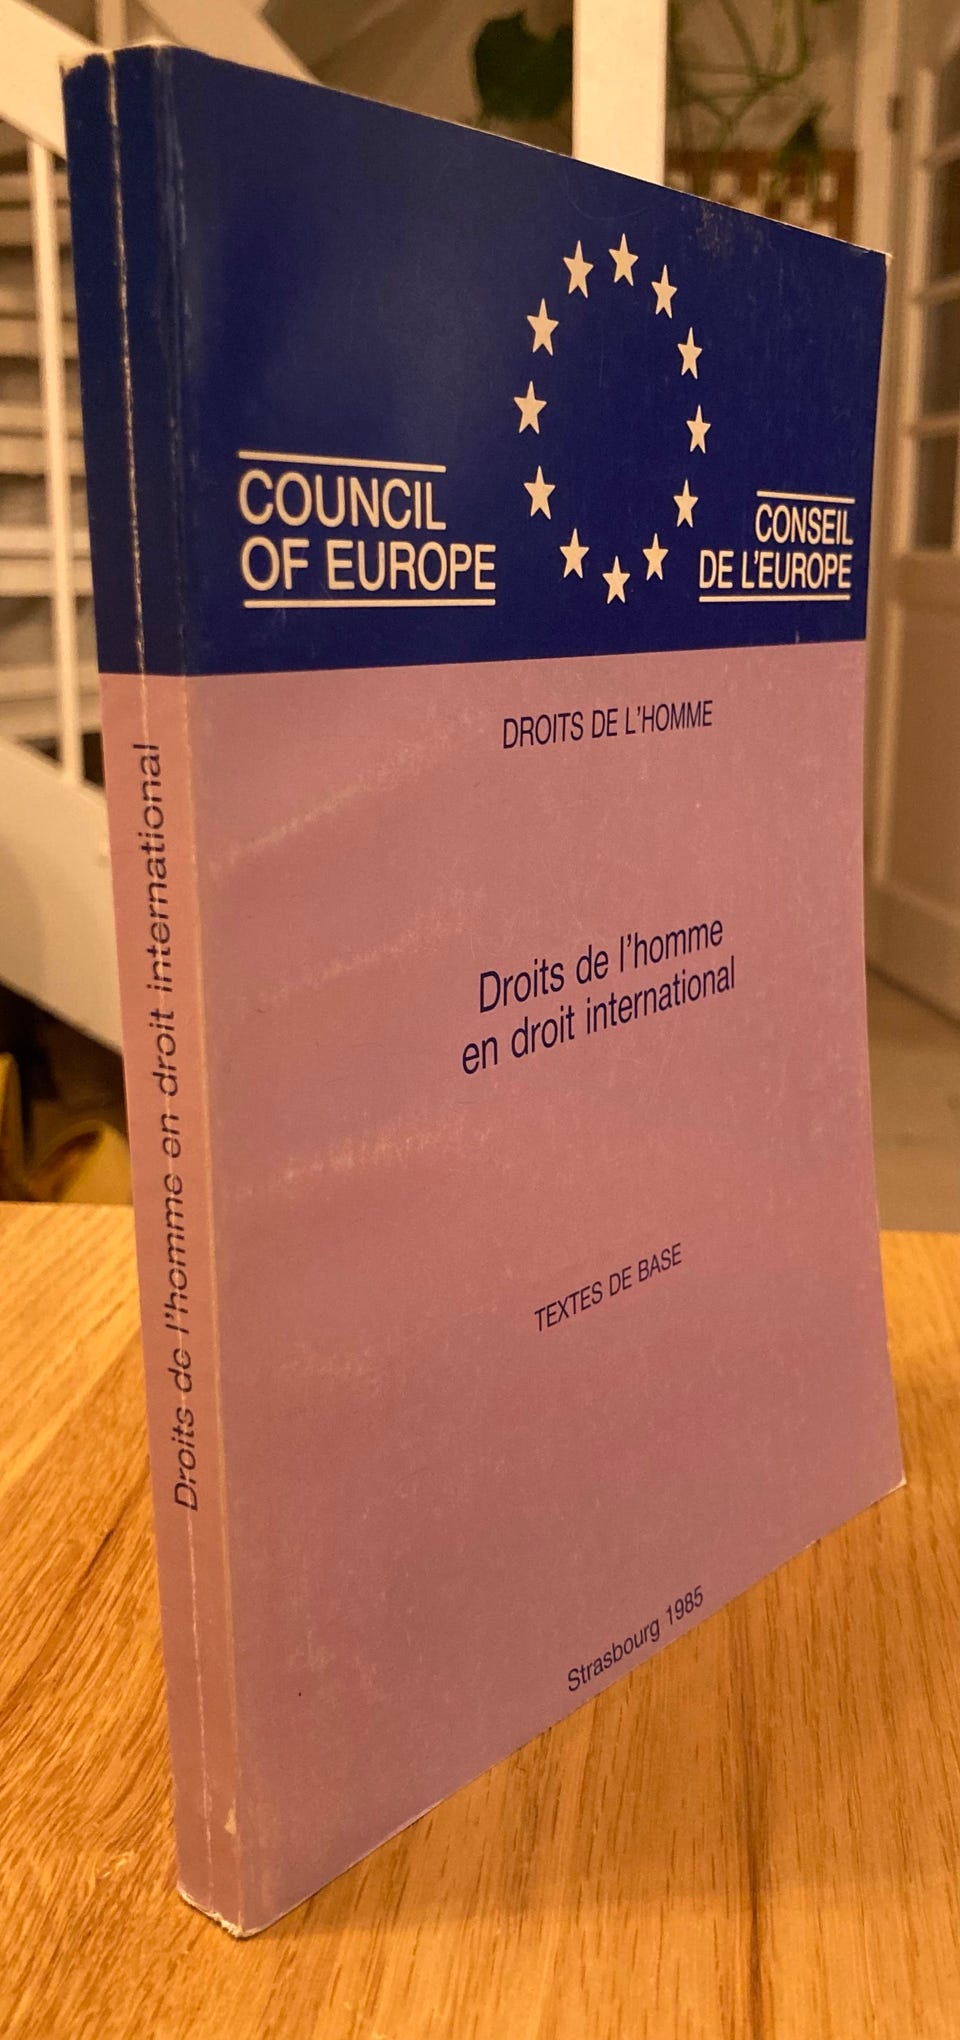 COUNCIL
OF EUROPE
CONSEIL
DE L'EUROPE
DROITS DE L'HOMME
Droits de l'homme
en droit international
TEXTES DE BASE
Strasbourg 1985
Droits de l'homme en droit international